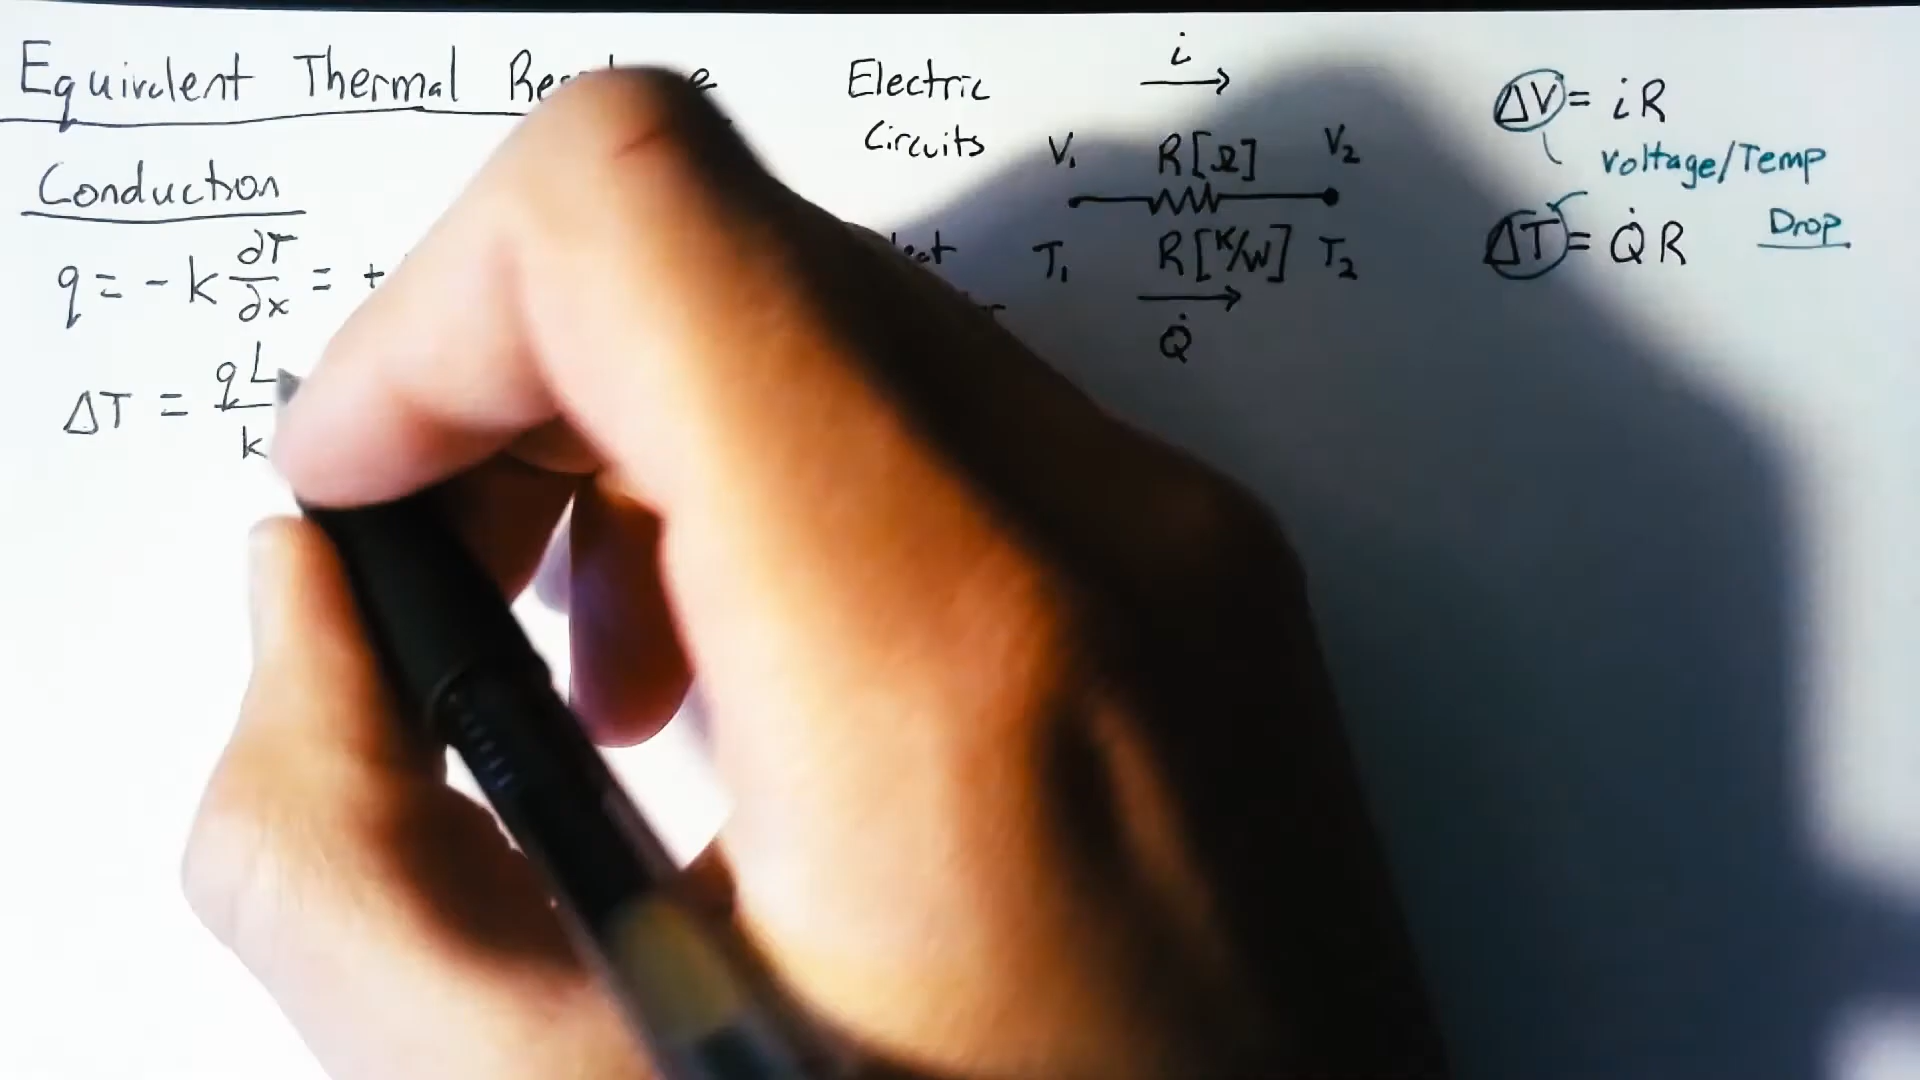 Equivalent Thermal
Conduction
q = - k ∂T/∂x = +
ΔT = qL/k
Electric
Circuits
i
V₁ R[Ω] V₂
T₁ R[K/W] T₂
Q̇
ΔV = iR
Voltage/Temp
Drop
ΔT = Q̇R